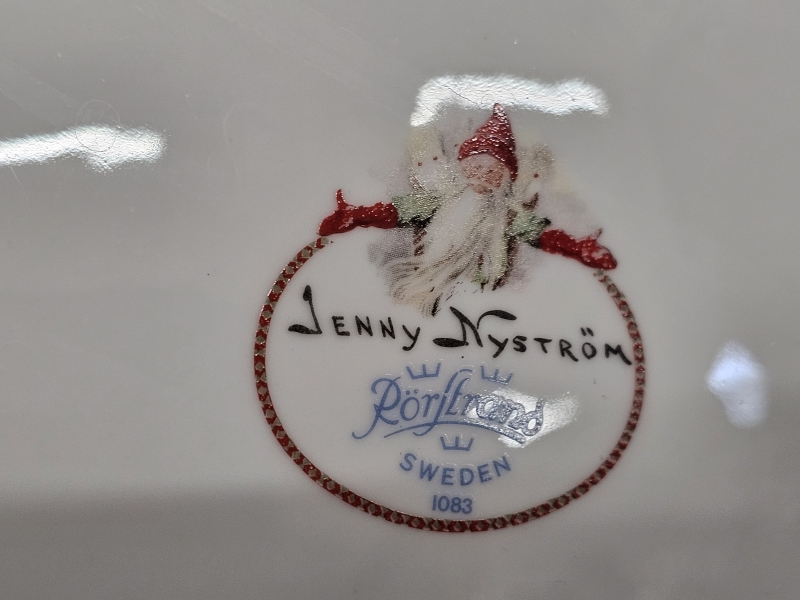 JENNY NYSTRÖM
Rörstrand
SWEDEN
1083